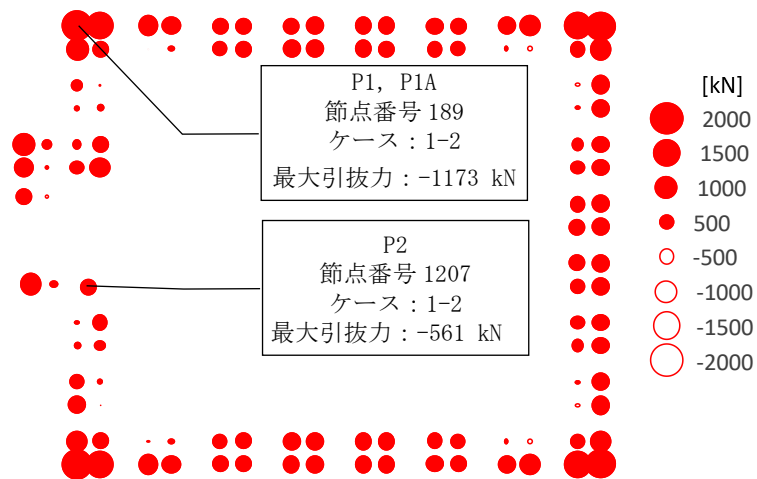 P1, P1A
節点番号 189
ケース：1-2
最大引抜力：-1173 kN
P2
節点番号 1207
ケース：1-2
最大引抜力：-561 kN
[kN]
2000
1500
1000
500
-500
-1000
-1500
-2000